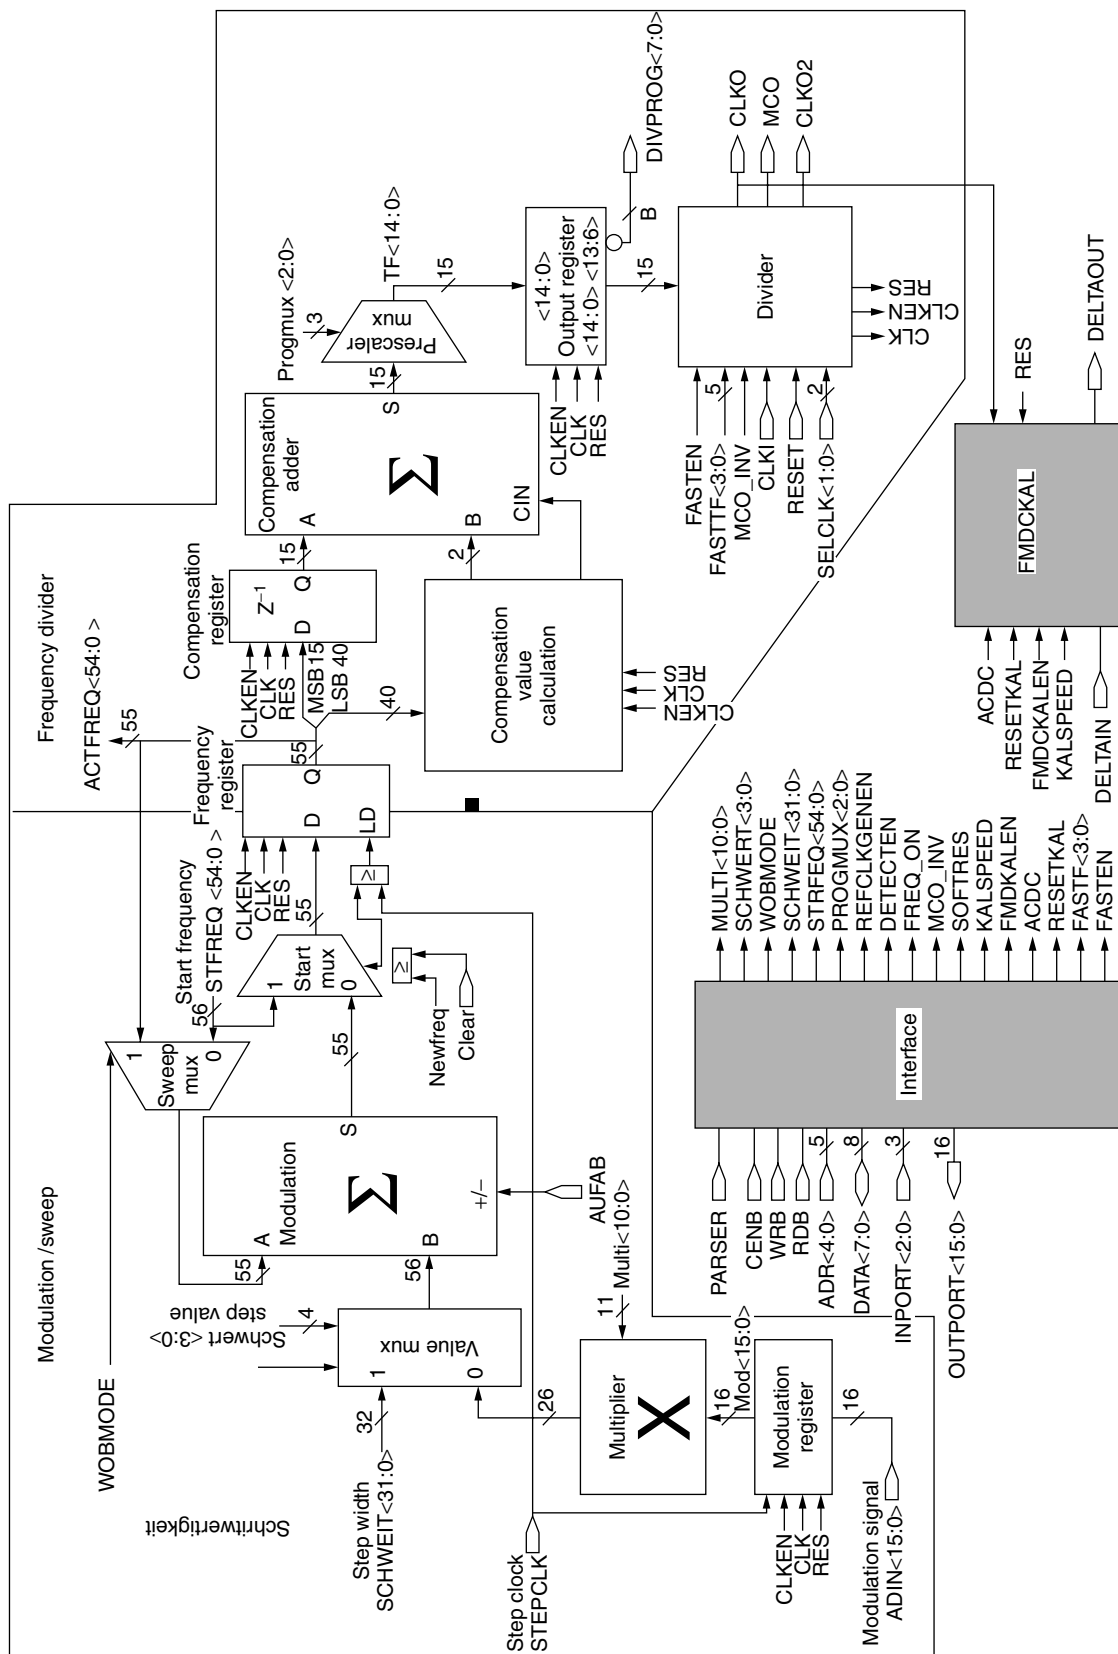 Modulation /sweep
Frequency divider
WOBMODE
Schritwertigkeit
Step width
SCHWEIT<31:0>
32
Schwert <3:0>
step value
4
Value mux
1
0
56
26
Multiplier
X
11
Multi<10:0>
16
Mod<15:0>
Modulation
register
16
CLKEN
CLK
RES
Modulation signal
ADIN<15:0>
Step clock
STEPCLK
55
A
Modulation
Σ
B
S
+/−
AUFAB
Sweep
mux
1
0
56
Start frequency
STFREQ <54:0 >
55
Start
mux
1
0
55
Newfreq
Clear
≥
≥
CLKEN
CLK
RES
Frequency
register
D
Q
LD
55
ACTFREQ<54:0 >
55
MSB 15
LSB 40
40
Compensation
register
CLKEN
CLK
RES
Z−1
D
Q
15
Compensation
value
calculation
CLKEN
CLK
RES
2
Compensation
adder
A
Σ
B
CIN
S
15
Progmux <2:0>
3
Prescaler
mux
TF<14:0>
15
<14:0>
Output register
<14:0> <13:6>
CLKEN
CLK
RES
B
DIVPROG<7:0>
15
Divider
FASTEN
5
FASTTF<3:0>
MCO_INV
CLKI
RESET
2
SELCLK<1:0>
CLK
CLKEN
RES
CLKO
MCO
CLKO2
Interface
PARSER
CENB
WRB
RDB
5
ADR<4:0>
8
DATA<7:0>
3
INPORT<2:0>
16
OUTPORT<15:0>
MULTI<10:0>
SCHWERT<3:0>
WOBMODE
SCHWEIT<31:0>
STRFEQ<54:0>
PROGMUX<2:0>
REFCLKGENEN
DETECTEN
FREQ_ON
MCO_INV
SOFTRES
KALSPEED
FMDKALEN
ACDC
RESETKAL
FASTF<3:0>
FASTEN
FMDCKAL
ACDC
RESETKAL
FMDCKALEN
KALSPEED
DELTAIN
RES
DELTAOUT